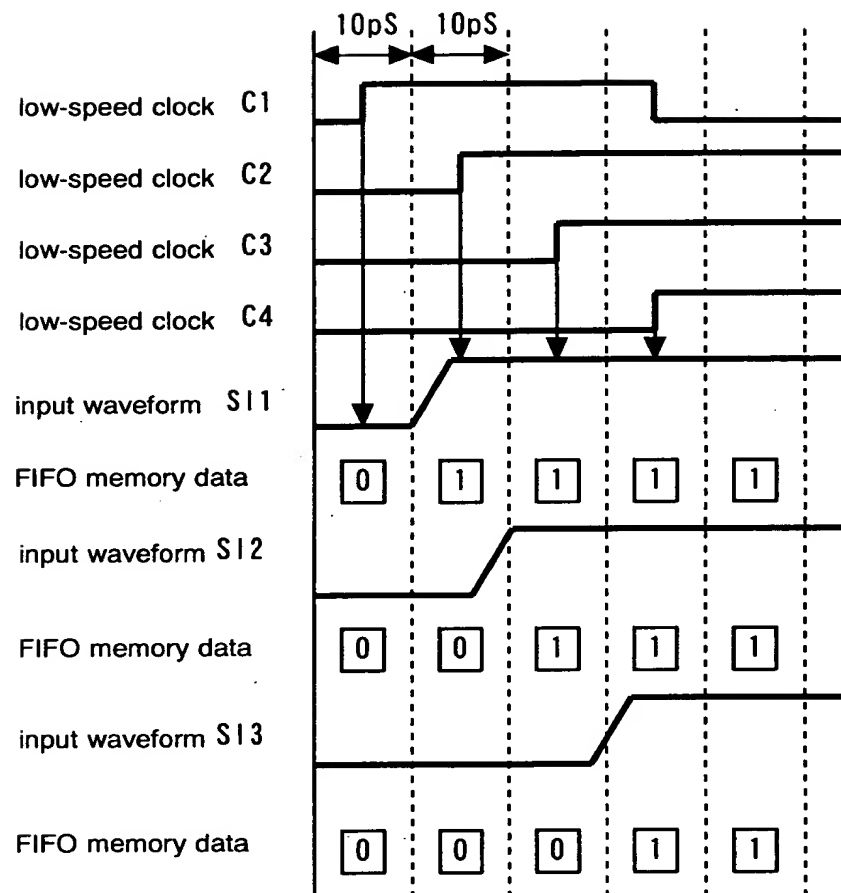 10pS 10pS
low-speed clock C1
low-speed clock C2
low-speed clock C3
low-speed clock C4
input waveform SI1
FIFO memory data 0 1 1 1 1
input waveform SI2
FIFO memory data 0 0 1 1 1
input waveform SI3
FIFO memory data 0 0 0 1 1